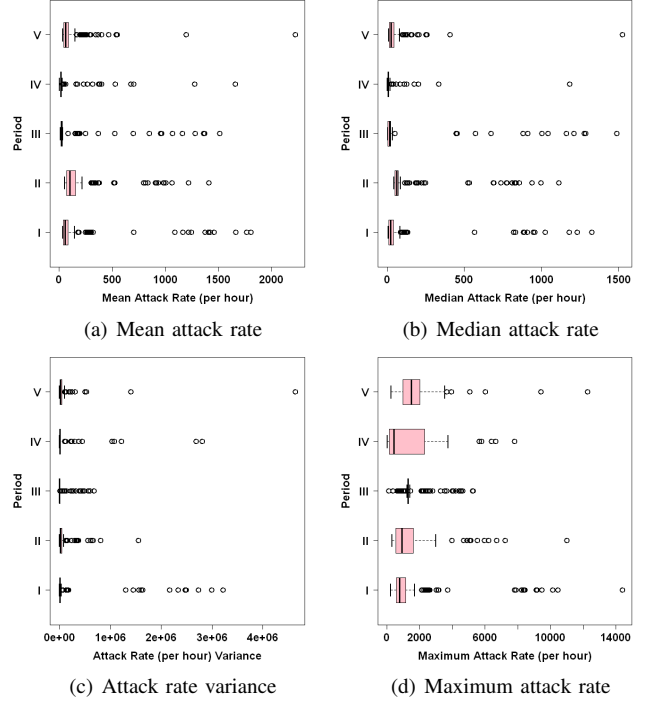 V
IV
III
II
I
Period
0
500
1000
1500
2000
Mean Attack Rate (per hour)
(a) Mean attack rate
V
IV
III
II
I
Period
0
500
1000
1500
Median Attack Rate (per hour)
(b) Median attack rate
V
IV
III
II
I
Period
0e+00
1e+06
2e+06
3e+06
4e+06
Attack Rate (per hour) Variance
(c) Attack rate variance
V
IV
III
II
I
Period
0
2000
6000
10000
14000
Maximum Attack Rate (per hour)
(d) Maximum attack rate